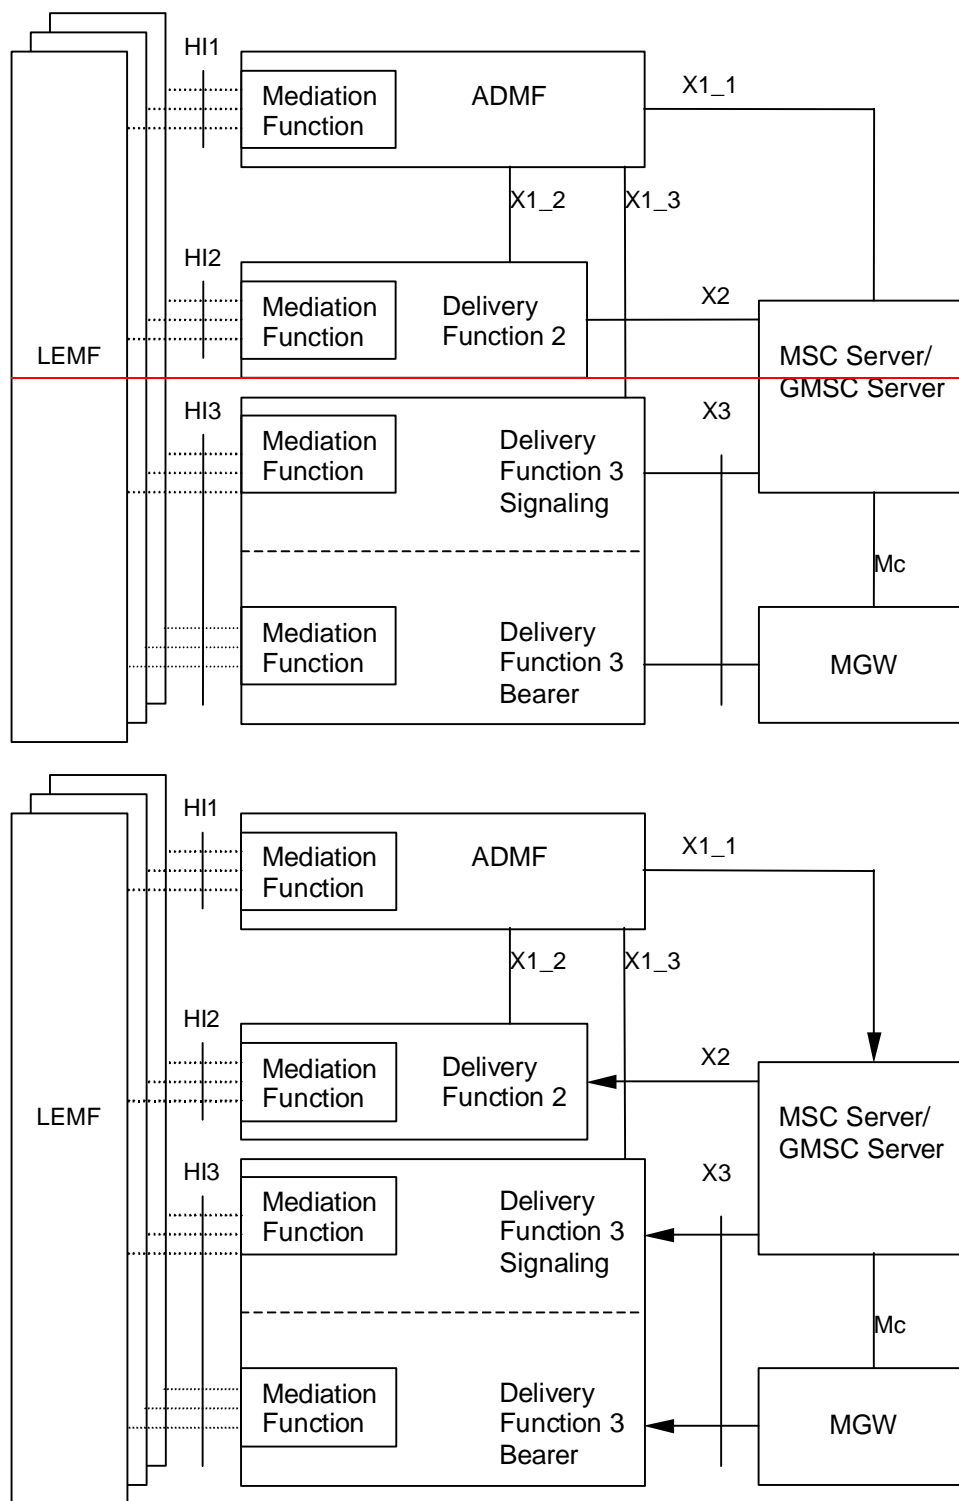 HI1
Mediation
Function
ADMF
X1_1
X1_2
X1_3
HI2
Mediation
Function
Delivery
Function 2
X2
LEMF
MSC Server/
GMSC Server
HI3
Mediation
Function
Delivery
Function 3
Signaling
X3
Mc
Mediation
Function
Delivery
Function 3
Bearer
MGW
HI1
Mediation
Function
ADMF
X1_1
X1_2
X1_3
HI2
Mediation
Function
Delivery
Function 2
X2
LEMF
MSC Server/
GMSC Server
HI3
Mediation
Function
Delivery
Function 3
Signaling
X3
Mc
Mediation
Function
Delivery
Function 3
Bearer
MGW